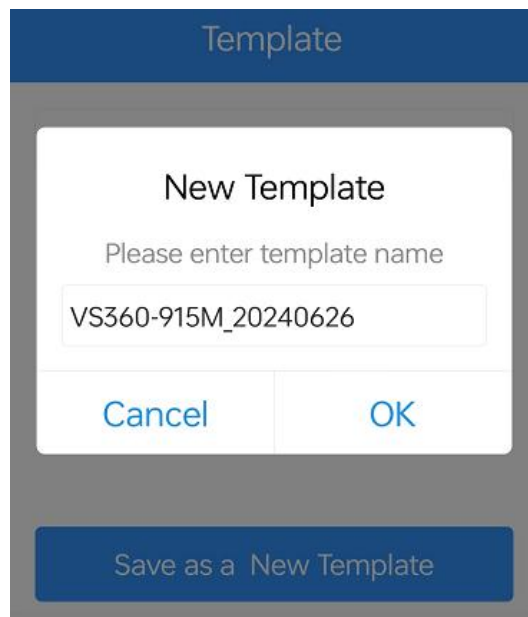 Template
New Template
Please enter template name
VS360-915M_20240626
Cancel OK
Save as a New Template